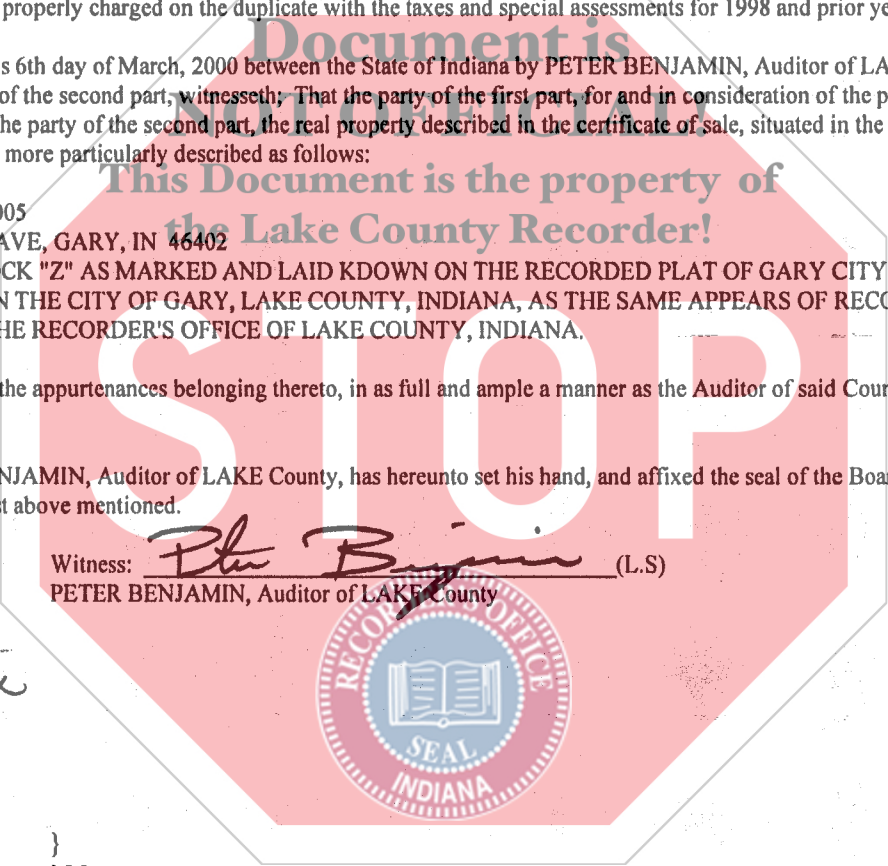 properly charged on the duplicate with the taxes and special assessments for 1998 and prior ye
Document is
s 6th day of March, 2000 between the State of Indiana by PETER BENJAMIN, Auditor of LA
of the second part, witnesseth; That the party of the first part, for and in consideration of the p
NOT OFFICIAL!
he party of the second part, the real property described in the certificate of sale, situated in the
more particularly described as follows:
This Document is the property of
005
the Lake County Recorder!
AVE, GARY, IN 46402
OCK "Z" AS MARKED AND LAID KDOWN ON THE RECORDED PLAT OF GARY CITY
N THE CITY OF GARY, LAKE COUNTY, INDIANA, AS THE SAME APPEARS OF RECO
HE RECORDER'S OFFICE OF LAKE COUNTY, INDIANA.
STOP
the appurtenances belonging thereto, in as full and ample a manner as the Auditor of said Coun
NJAMIN, Auditor of LAKE County, has hereunto set his hand, and affixed the seal of the Boar
t above mentioned.
Witness: Peter Benjamin (L.S)
PETER BENJAMIN, Auditor of LAKE County
RECORDER'S OFFICE
SEAL
INDIANA
}